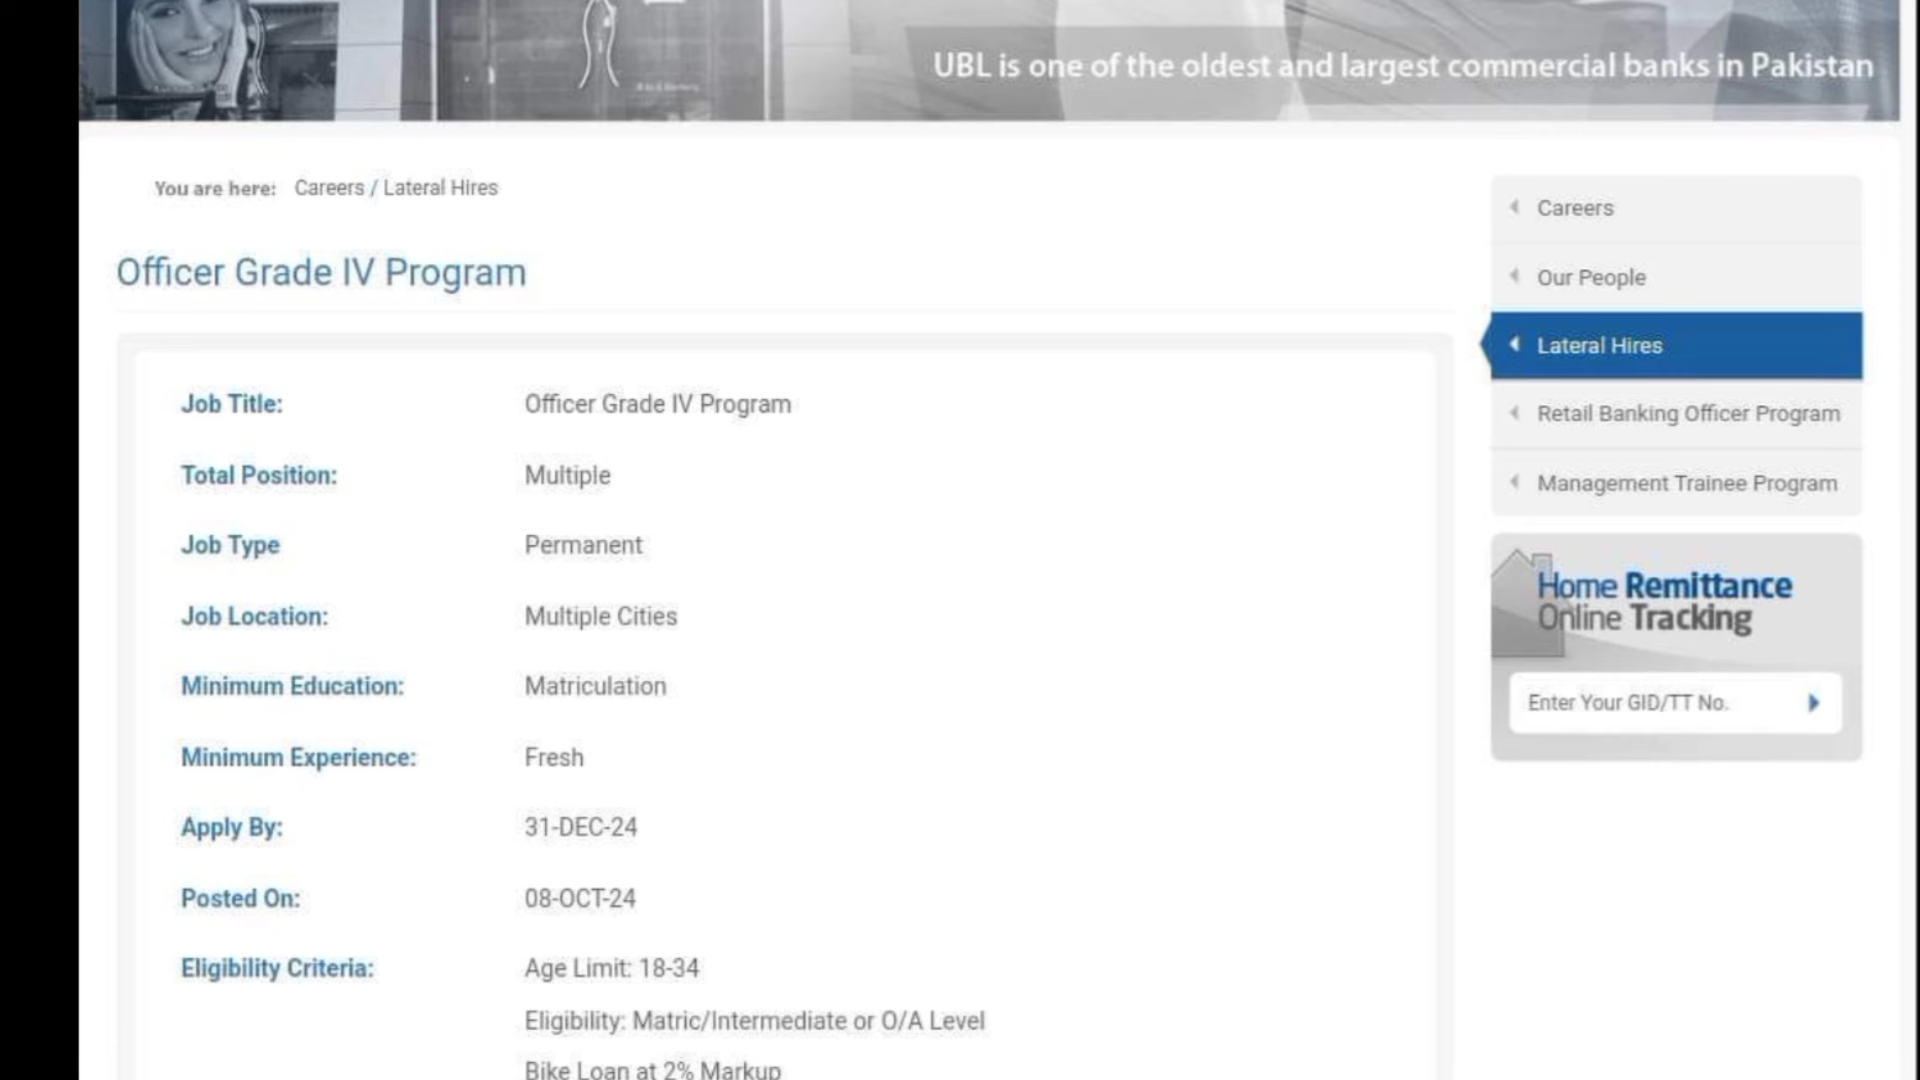 UBL is one of the oldest and largest commercial banks in Pakistan
You are here: Careers / Lateral Hires
Officer Grade IV Program
Job Title: Officer Grade IV Program
Total Position: Multiple
Job Type Permanent
Job Location: Multiple Cities
Minimum Education: Matriculation
Minimum Experience: Fresh
Apply By: 31-DEC-24
Posted On: 08-OCT-24
Eligibility Criteria: Age Limit: 18-34
Eligibility: Matric/Intermediate or O/A Level
Bike Loan at 2% Markup
Careers
Our People
Lateral Hires
Retail Banking Officer Program
Management Trainee Program
Home Remittance
Online Tracking
Enter Your GID/TT No.